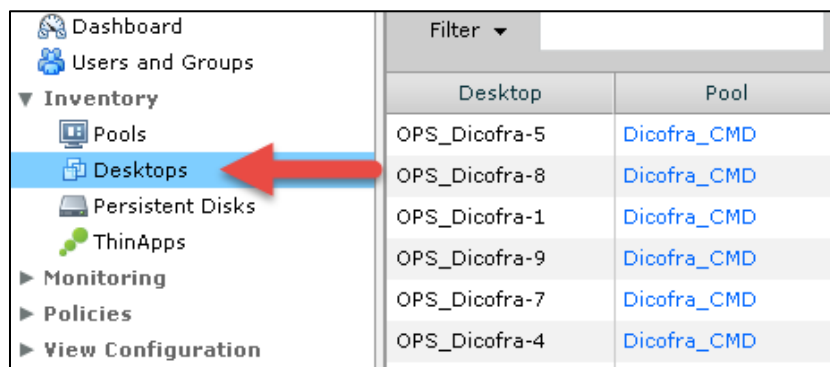 Dashboard
Users and Groups
Inventory
Pools
Desktops
Persistent Disks
ThinApps
Monitoring
Policies
View Configuration
Filter
Desktop Pool
OPS_Dicofra-5 Dicofra_CMD
OPS_Dicofra-8 Dicofra_CMD
OPS_Dicofra-1 Dicofra_CMD
OPS_Dicofra-9 Dicofra_CMD
OPS_Dicofra-7 Dicofra_CMD
OPS_Dicofra-4 Dicofra_CMD